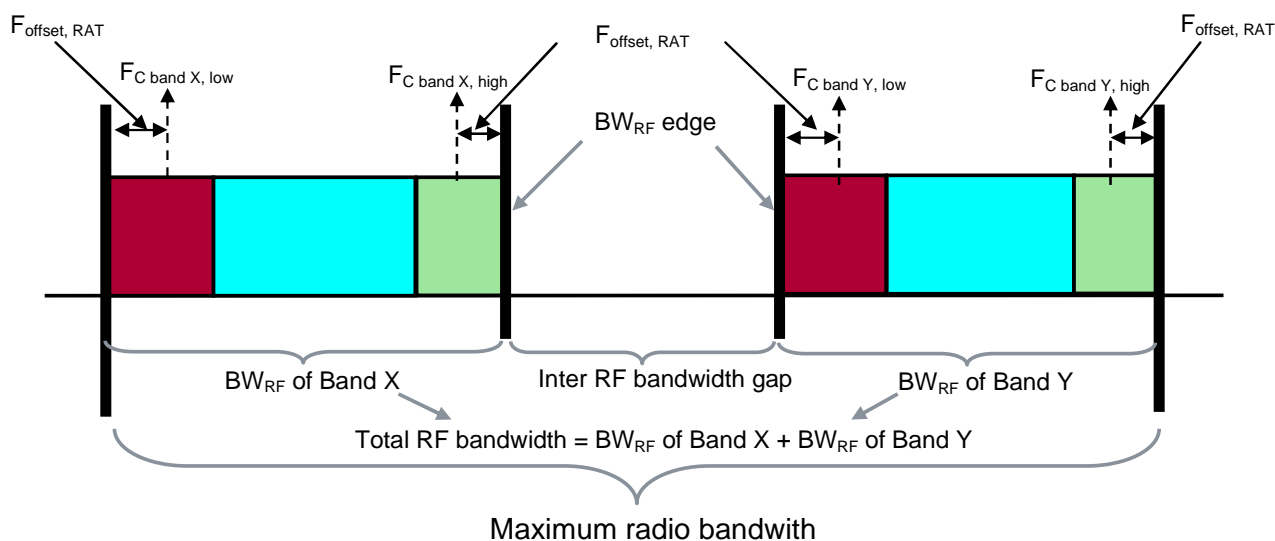 Foffset, RAT
Foffset, RAT
Foffset, RAT
FC band X, low
FC band X, high
FC band Y, low
FC band Y, high
BWRF edge
BWRF of Band X
Inter RF bandwidth gap
BWRF of Band Y
Total RF bandwidth = BWRF of Band X + BWRF of Band Y
Maximum radio bandwith